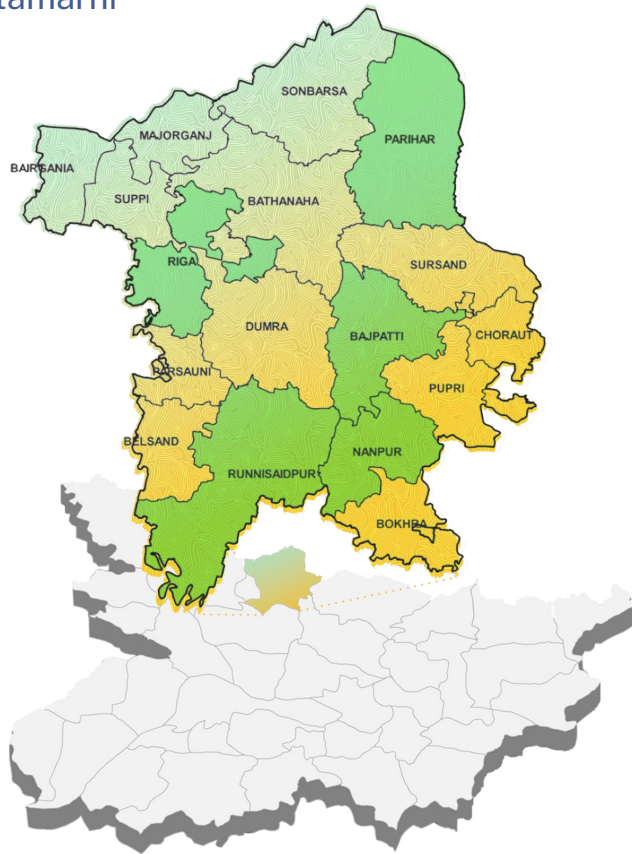 tamarhi
SONBARSA
MAJORGANJ
PARIHAR
BAIRGANIA
SUPPI
BATHANAHA
RIGA
SURSAND
DUMRA
BAJPATTI
CHORAUT
PARSAUNI
PUPRI
BELSAND
NANPUR
RUNNISAIDPUR
BOKHRA